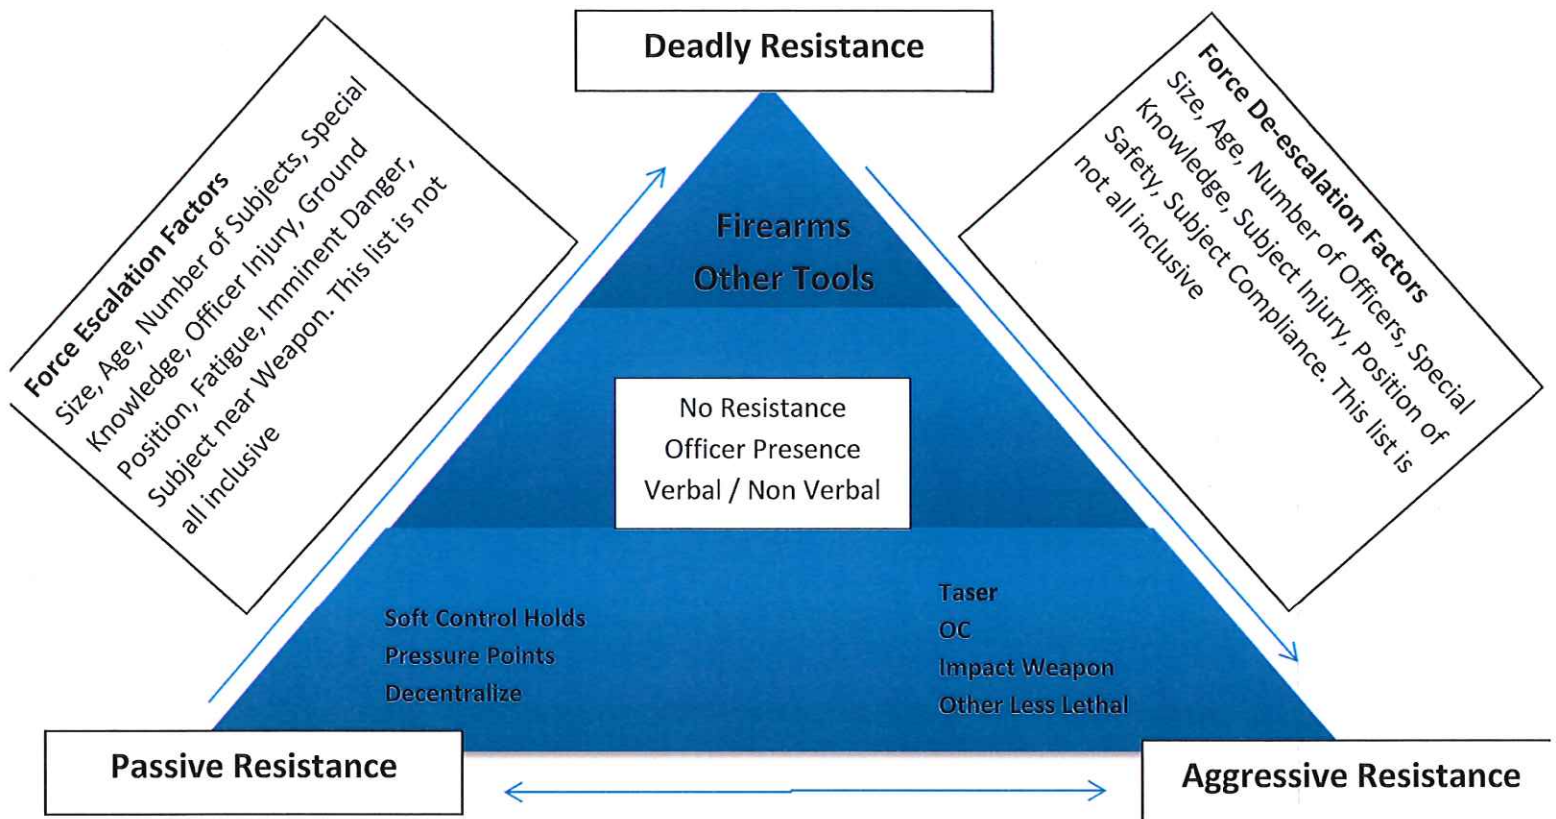 Deadly Resistance
Force Escalation Factors
Size, Age, Number of Subjects, Special
Knowledge, Officer Injury, Ground
Position, Fatigue, Imminent Danger,
Subject near Weapon. This list is not
all inclusive
Force De-escalation Factors
Size, Age, Number of Officers, Special
Knowledge, Subject Injury, Position of
Safety, Subject Compliance. This list is
not all inclusive
Firearms
Other Tools
No Resistance
Officer Presence
Verbal / Non Verbal
Soft Control Holds
Pressure Points
Decentralize
Taser
OC
Impact Weapon
Other Less Lethal
Passive Resistance
Aggressive Resistance